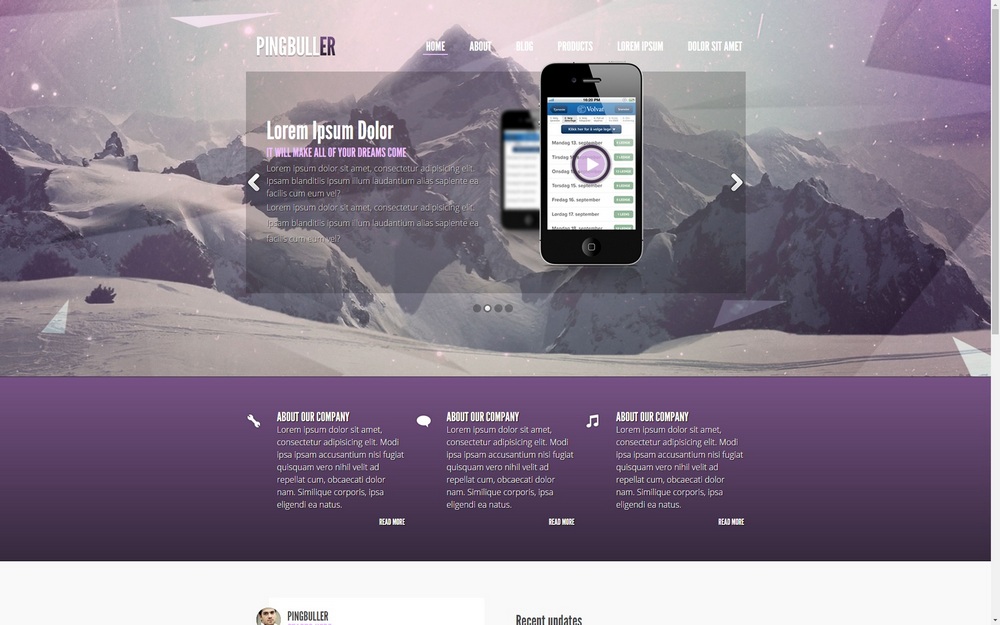 PINGBULLER
HOME ABOUT BLOG PRODUCTS LOREM IPSUM DOLOR SIT AMET
Lorem Ipsum Dolor
IT WILL MAKE ALL OF YOUR DREAMS COME
Lorem ipsum dolor sit amet, consectetur adipisicing elit.
Ipsam blanditiis ipsum illum laudantium alias sapiente ea
facilis cum eum vel?
Lorem ipsum dolor sit amet, consectetur adipisicing elit.
Ipsam blanditiis ipsum illum laudantium alias sapiente ea
facilis cum eum vel?
10:20 PM
Volvat
Klikk her for å velge lege
Mandag 12. september
Tirsdag
september
Onsdag
september
Torsdag 15. september
Fredag 16. september
Lørdag 17. september
ABOUT OUR COMPANY
Lorem ipsum dolor sit amet,
consectetur adipisicing elit. Modi
ipsa ipsam accusantium nisi fugiat
quisquam vero nihil velit ad
repellat cum, obcaecati dolor
nam. Similique corporis, ipsa
eligendi ea natus.
READ MORE
ABOUT OUR COMPANY
Lorem ipsum dolor sit amet,
consectetur adipisicing elit. Modi
ipsa ipsam accusantium nisi fugiat
quisquam vero nihil velit ad
repellat cum, obcaecati dolor
nam. Similique corporis, ipsa
eligendi ea natus.
READ MORE
ABOUT OUR COMPANY
Lorem ipsum dolor sit amet,
consectetur adipisicing elit. Modi
ipsa ipsam accusantium nisi fugiat
quisquam vero nihil velit ad
repellat cum, obcaecati dolor
nam. Similique corporis, ipsa
eligendi ea natus.
READ MORE
PINGBULLER
Recent updates